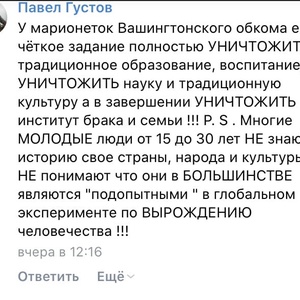 Павел Густов
У марионеток Вашингтонского обкома е
чёткое задание полностью УНИЧТОЖИТ
традиционное образование, воспитание
УНИЧТОЖИТЬ науку и традиционную
культуру а в завершении УНИЧТОЖИТЬ
институт брака и семьи !!! P. S . Многие
МОЛОДЫЕ люди от 15 до 30 лет НЕ знаю
историю свое страны, народа и культуры
НЕ понимают что они в БОЛЬШИНСТВЕ
являются "подопытными " в глобальном
эксперименте по ВЫРОЖДЕНИЮ
человечества !!!
вчера в 12:16
Ответить Ещё